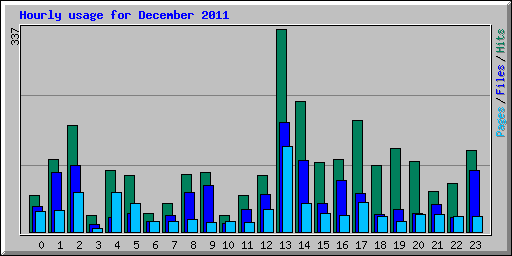 Hourly usage for December 2011
337
Pages/Files/Hits
0 1 2 3 4 5 6 7 8 9 10 11 12 13 14 15 16 17 18 19 20 21 22 23